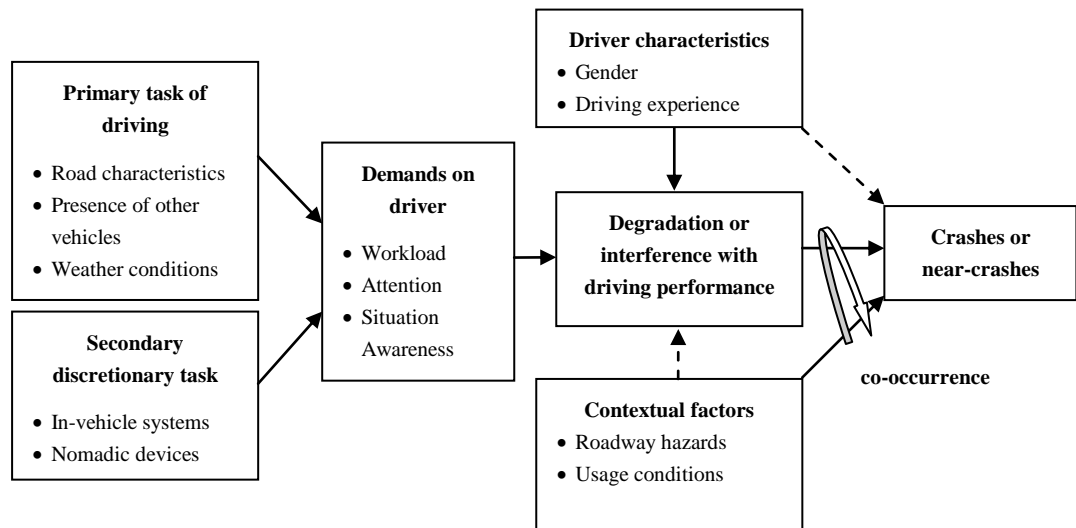 Primary task of
driving
• Road characteristics
• Presence of other
vehicles
• Weather conditions
Secondary
discretionary task
• In-vehicle systems
• Nomadic devices
Demands on
driver
• Workload
• Attention
• Situation
Awareness
Driver characteristics
• Gender
• Driving experience
Degradation or
interference with
driving performance
Contextual factors
• Roadway hazards
• Usage conditions
Crashes or
near-crashes
co-occurrence